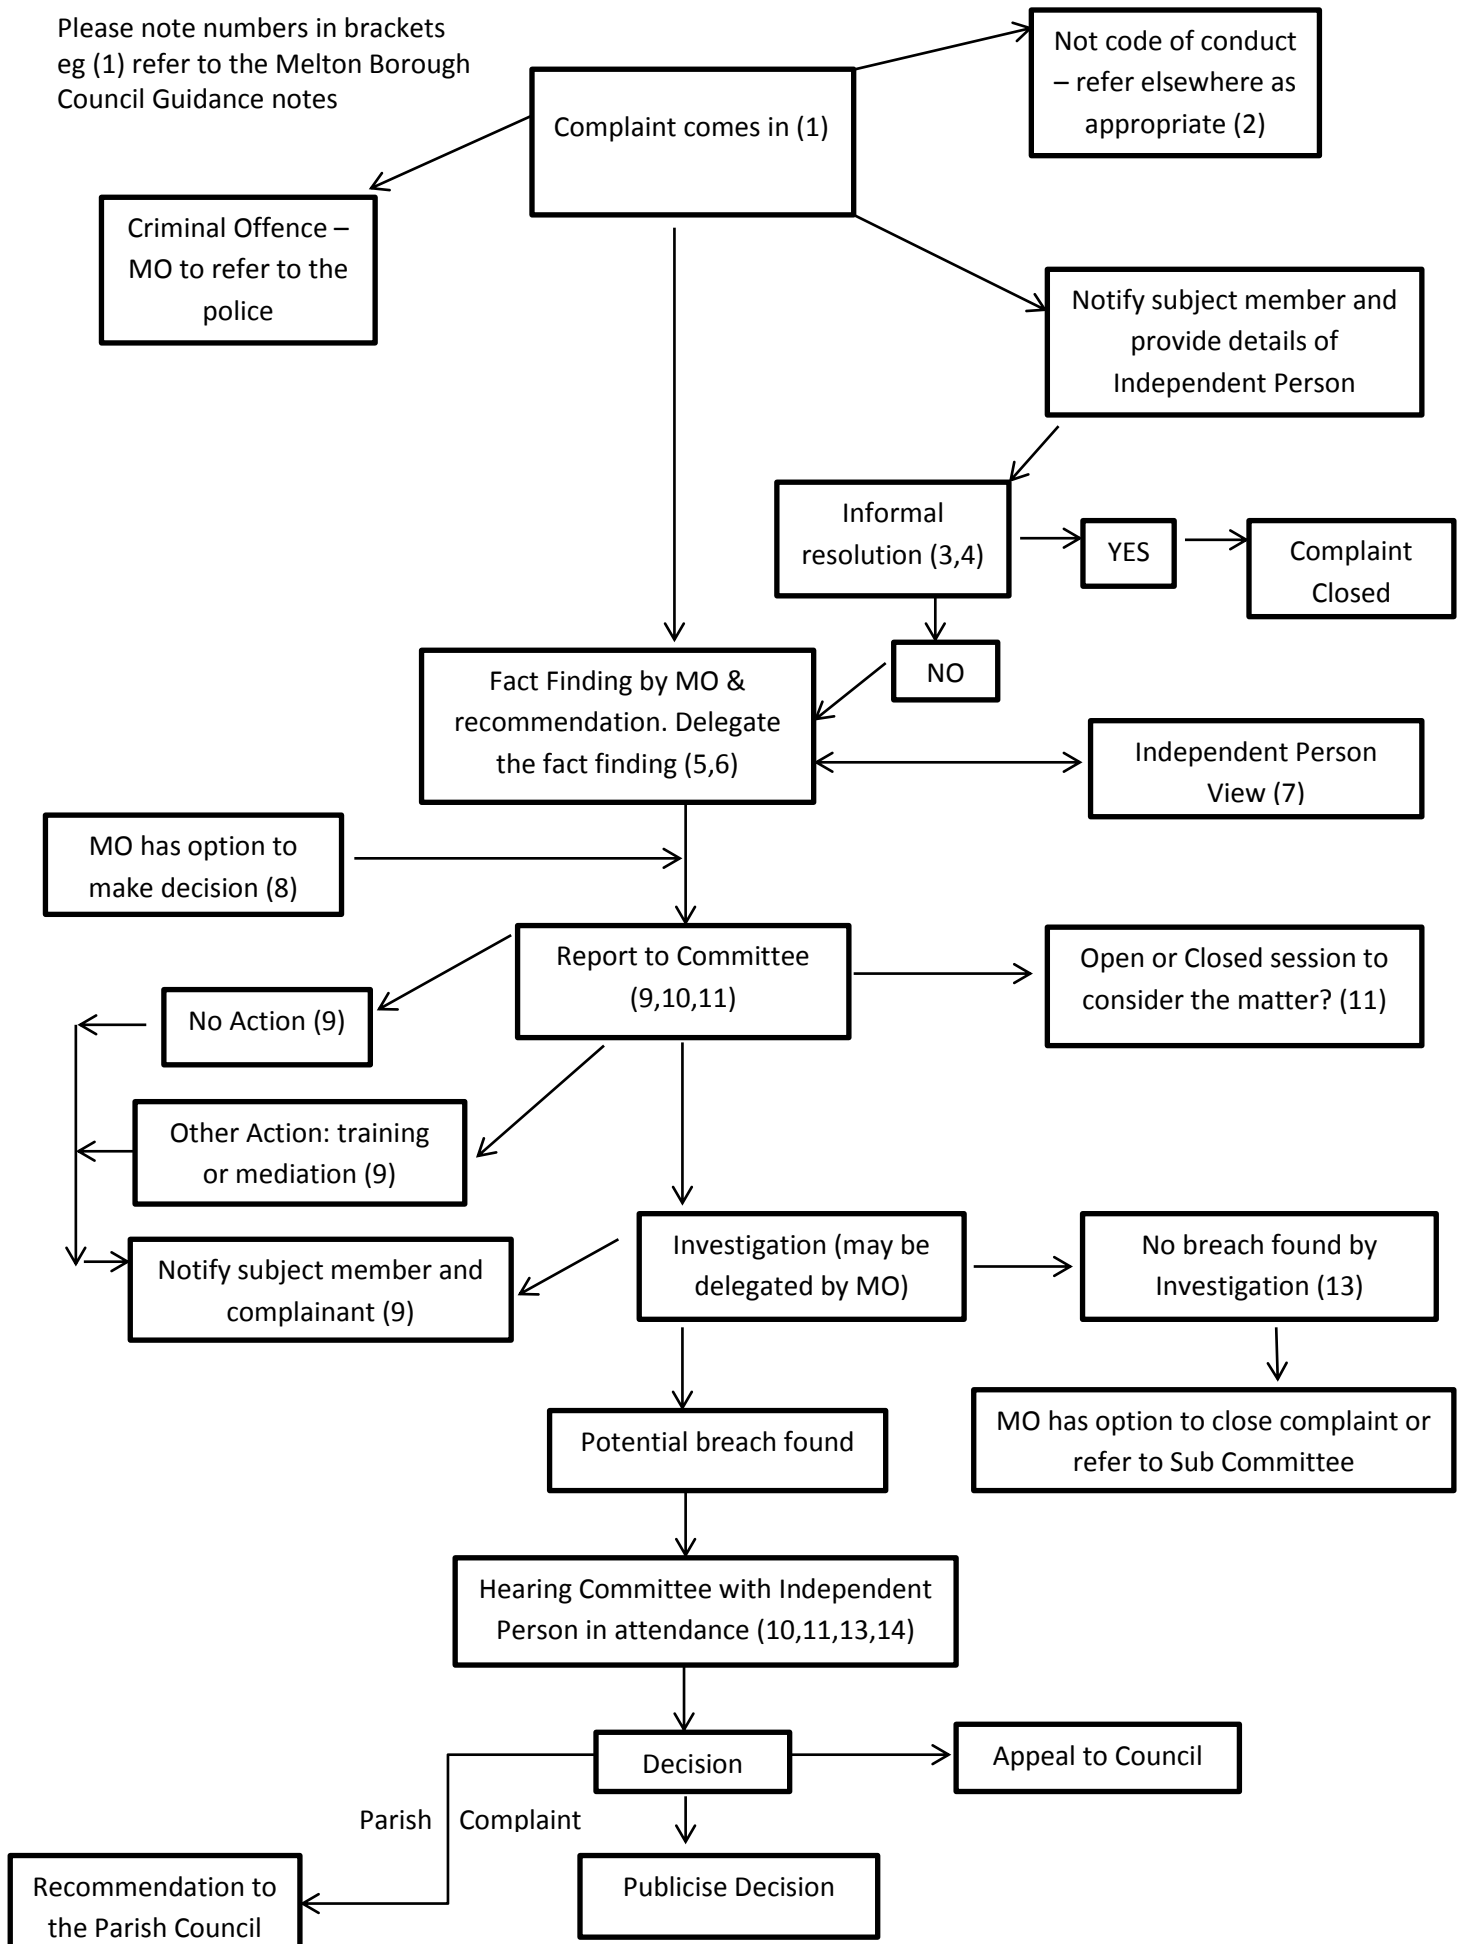 Please note numbers in brackets
eg (1) refer to the Melton Borough
Council Guidance notes
Not code of conduct
– refer elsewhere as
appropriate (2)
Complaint comes in (1)
Criminal Offence –
MO to refer to the
police
Notify subject member and
provide details of
Independent Person
Informal
resolution (3,4)
YES
Complaint
Closed
NO
Fact Finding by MO &
recommendation. Delegate
the fact finding (5,6)
Independent Person
View (7)
MO has option to
make decision (8)
Report to Committee
(9,10,11)
Open or Closed session to
consider the matter? (11)
No Action (9)
Other Action: training
or mediation (9)
Notify subject member and
complainant (9)
Investigation (may be
delegated by MO)
No breach found by
Investigation (13)
MO has option to close complaint or
refer to Sub Committee
Potential breach found
Hearing Committee with Independent
Person in attendance (10,11,13,14)
Decision
Appeal to Council
Parish Complaint
Recommendation to
the Parish Council
Publicise Decision